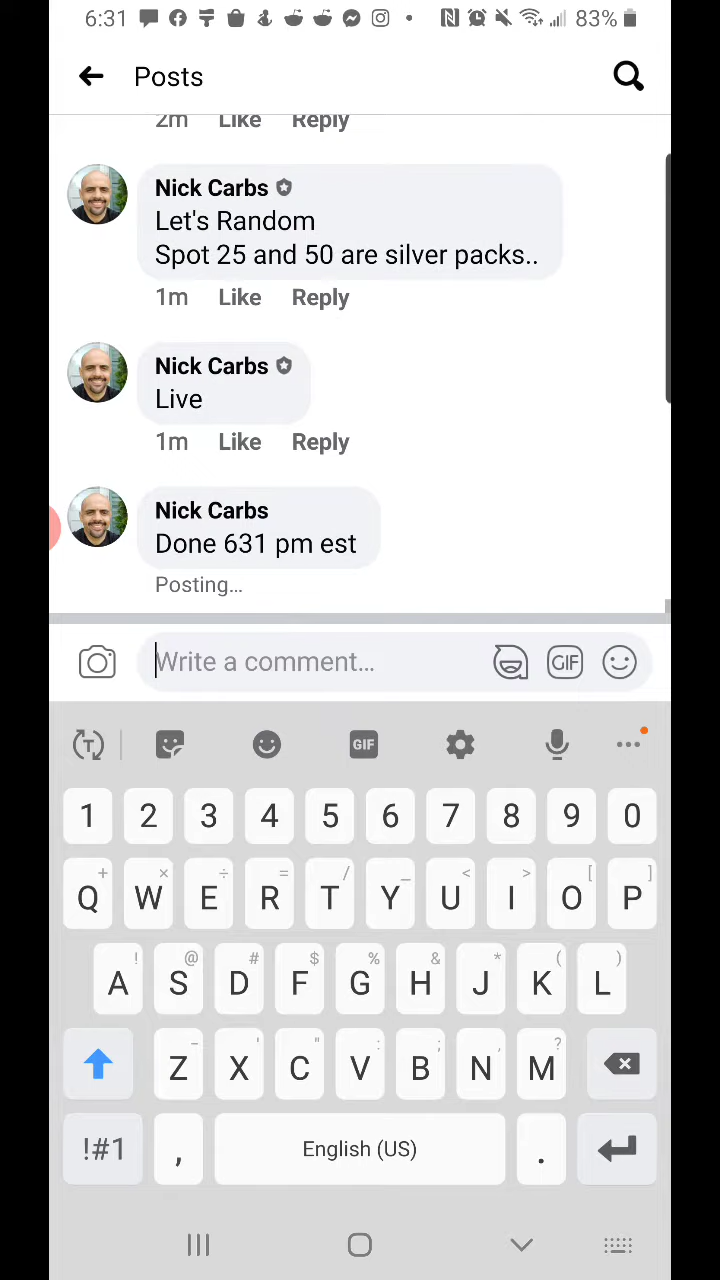 6:31 83%
Posts
2m Like Reply
Nick Carbs
Let's Random
Spot 25 and 50 are silver packs..
1m Like Reply
Nick Carbs
Live
1m Like Reply
Nick Carbs
Done 631 pm est
Posting...
Write a comment...
GIF
T
GIF
1 2 3 4 5 6 7 8 9 0
+ × ÷ = / _ < > [ ]
Q W E R T Y U I O P
! @ # $ % & * ( )
A S D F G H J K L
- ' " : ; , ?
Z X C V B N M
!#1 , English (US) .